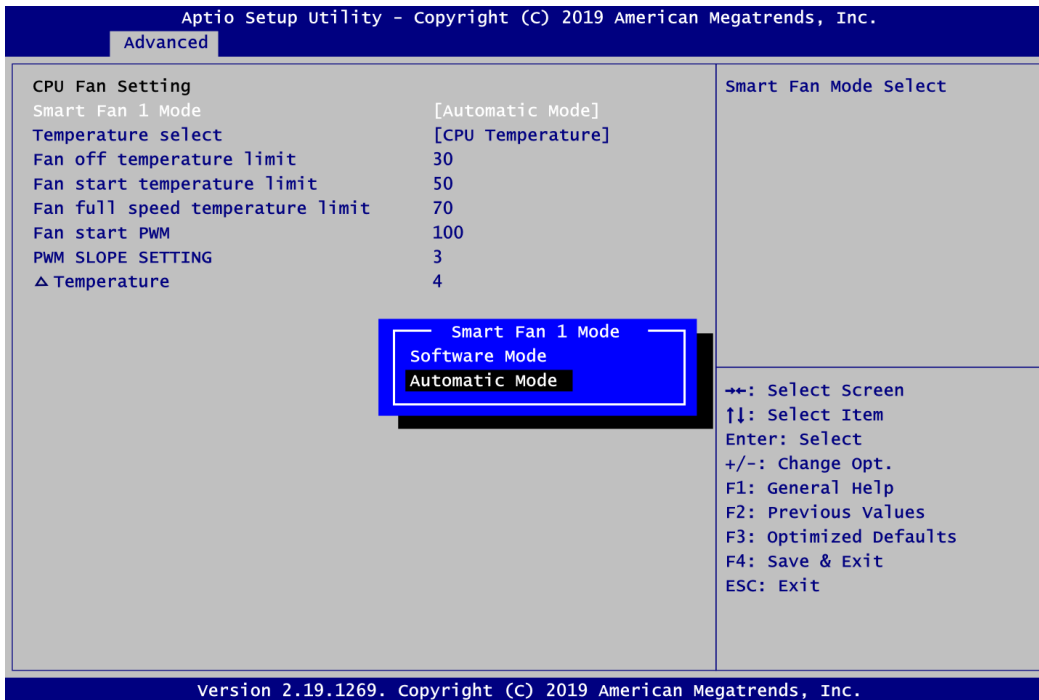 Aptio Setup Utility - Copyright (C) 2019 American Megatrends, Inc.
Advanced
CPU Fan Setting
Smart Fan 1 Mode [Automatic Mode]
Temperature select [CPU Temperature]
Fan off temperature limit 30
Fan start temperature limit 50
Fan full speed temperature limit 70
Fan start PWM 100
PWM SLOPE SETTING 3
△ Temperature 4
Smart Fan 1 Mode
Software Mode
Automatic Mode
Smart Fan Mode Select
→←: Select Screen
↑↓: Select Item
Enter: Select
+/-: Change Opt.
F1: General Help
F2: Previous Values
F3: Optimized Defaults
F4: Save & Exit
ESC: Exit
Version 2.19.1269. Copyright (C) 2019 American Megatrends, Inc.